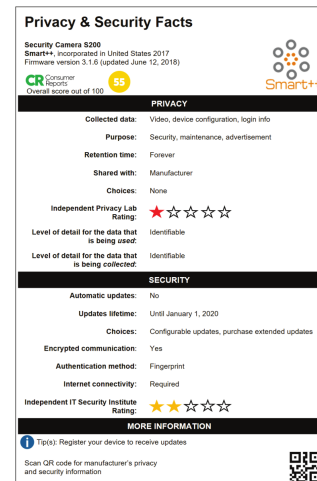 Privacy & Security Facts
Security Camera S200
Smart++, incorporated in United States 2017
Firmware version 3.1.6 (updated June 12, 2018)
Smart++
CR Consumer Reports
55
Overall score out of 100
PRIVACY
Collected data: Video, device configuration, login info
Purpose: Security, maintenance, advertisement
Retention time: Forever
Shared with: Manufacturer
Choices: None
Independent Privacy Lab
Rating:
Level of detail for the data that Identifiable
is being used:
Level of detail for the data that Identifiable
is being collected:
SECURITY
Automatic updates: No
Updates lifetime: Until January 1, 2020
Choices: Configurable updates, purchase extended updates
Encrypted communication: Yes
Authentication method: Fingerprint
Internet connectivity: Required
Independent IT Security Institute
Rating:
MORE INFORMATION
i Tip(s): Register your device to receive updates
Scan QR code for manufacturer's privacy
and security information